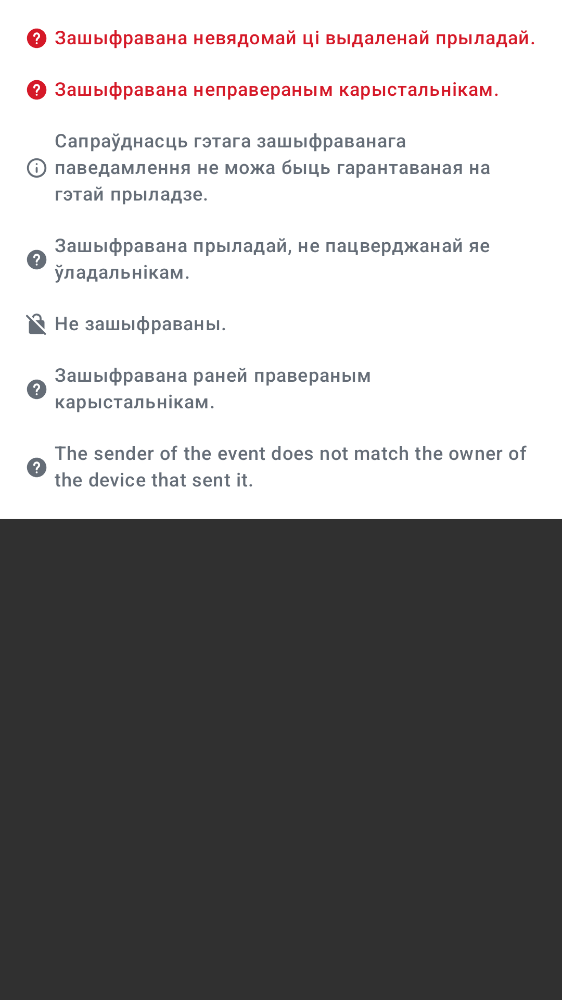 Зашыфравана невядомай ці выдаленай прыладай.
Зашыфравана неправераным карыстальнікам.
Сапраўднасць гэтага зашыфраванага
паведамлення не можа быць гарантаваная на
гэтай прыладзе.
Зашыфравана прыладай, не пацверджанай яе
ўладальнікам.
Не зашыфраваны.
Зашыфравана раней правераным
карыстальнікам.
The sender of the event does not match the owner of
the device that sent it.